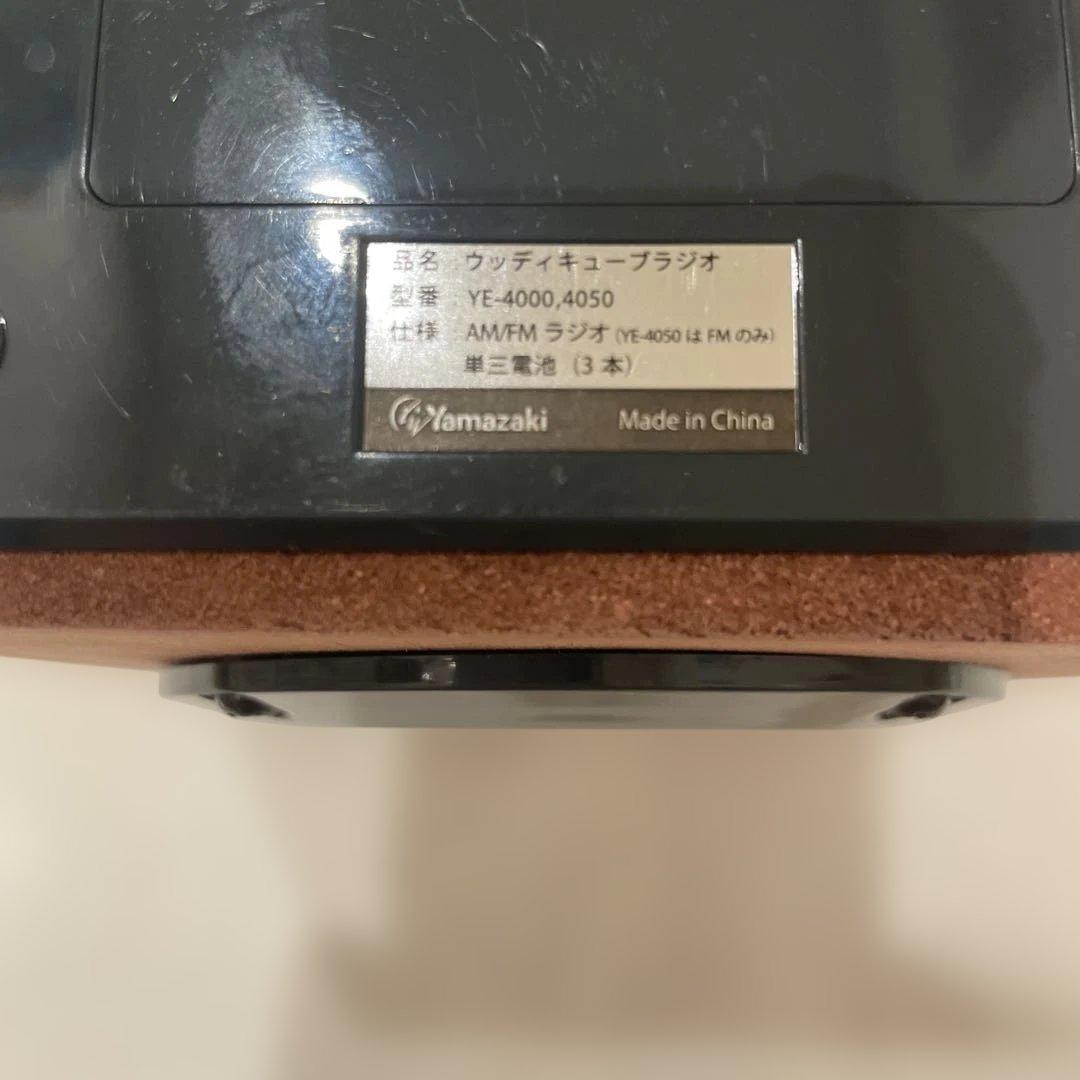 品名 ウッディキューブラジオ
型番 YE-4000,4050
仕様 AM/FM ラジオ (YE-4050 は FM のみ)
単三電池 (3 本)
Yamazaki Made in China